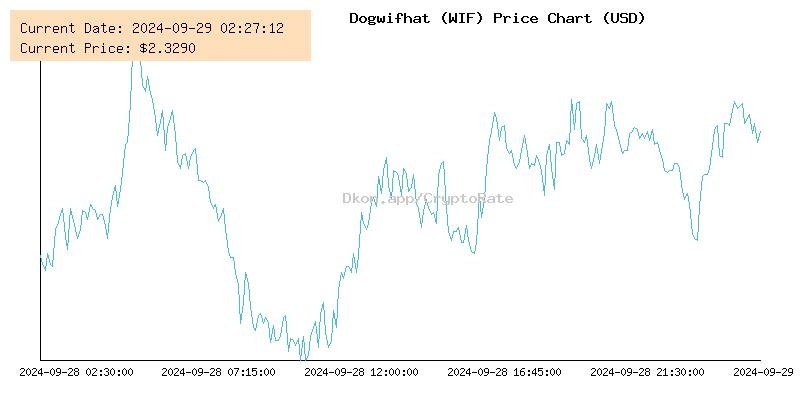 Dogwifhat (WIF) Price Chart (USD)
Current Date: 2024-09-29 02:27:12
Current Price: $2.3290
Dkow.app/CryptoRate
2024-09-28 02:30:00 2024-09-28 07:15:00 2024-09-28 12:00:00 2024-09-28 16:45:00 2024-09-28 21:30:00 2024-09-29